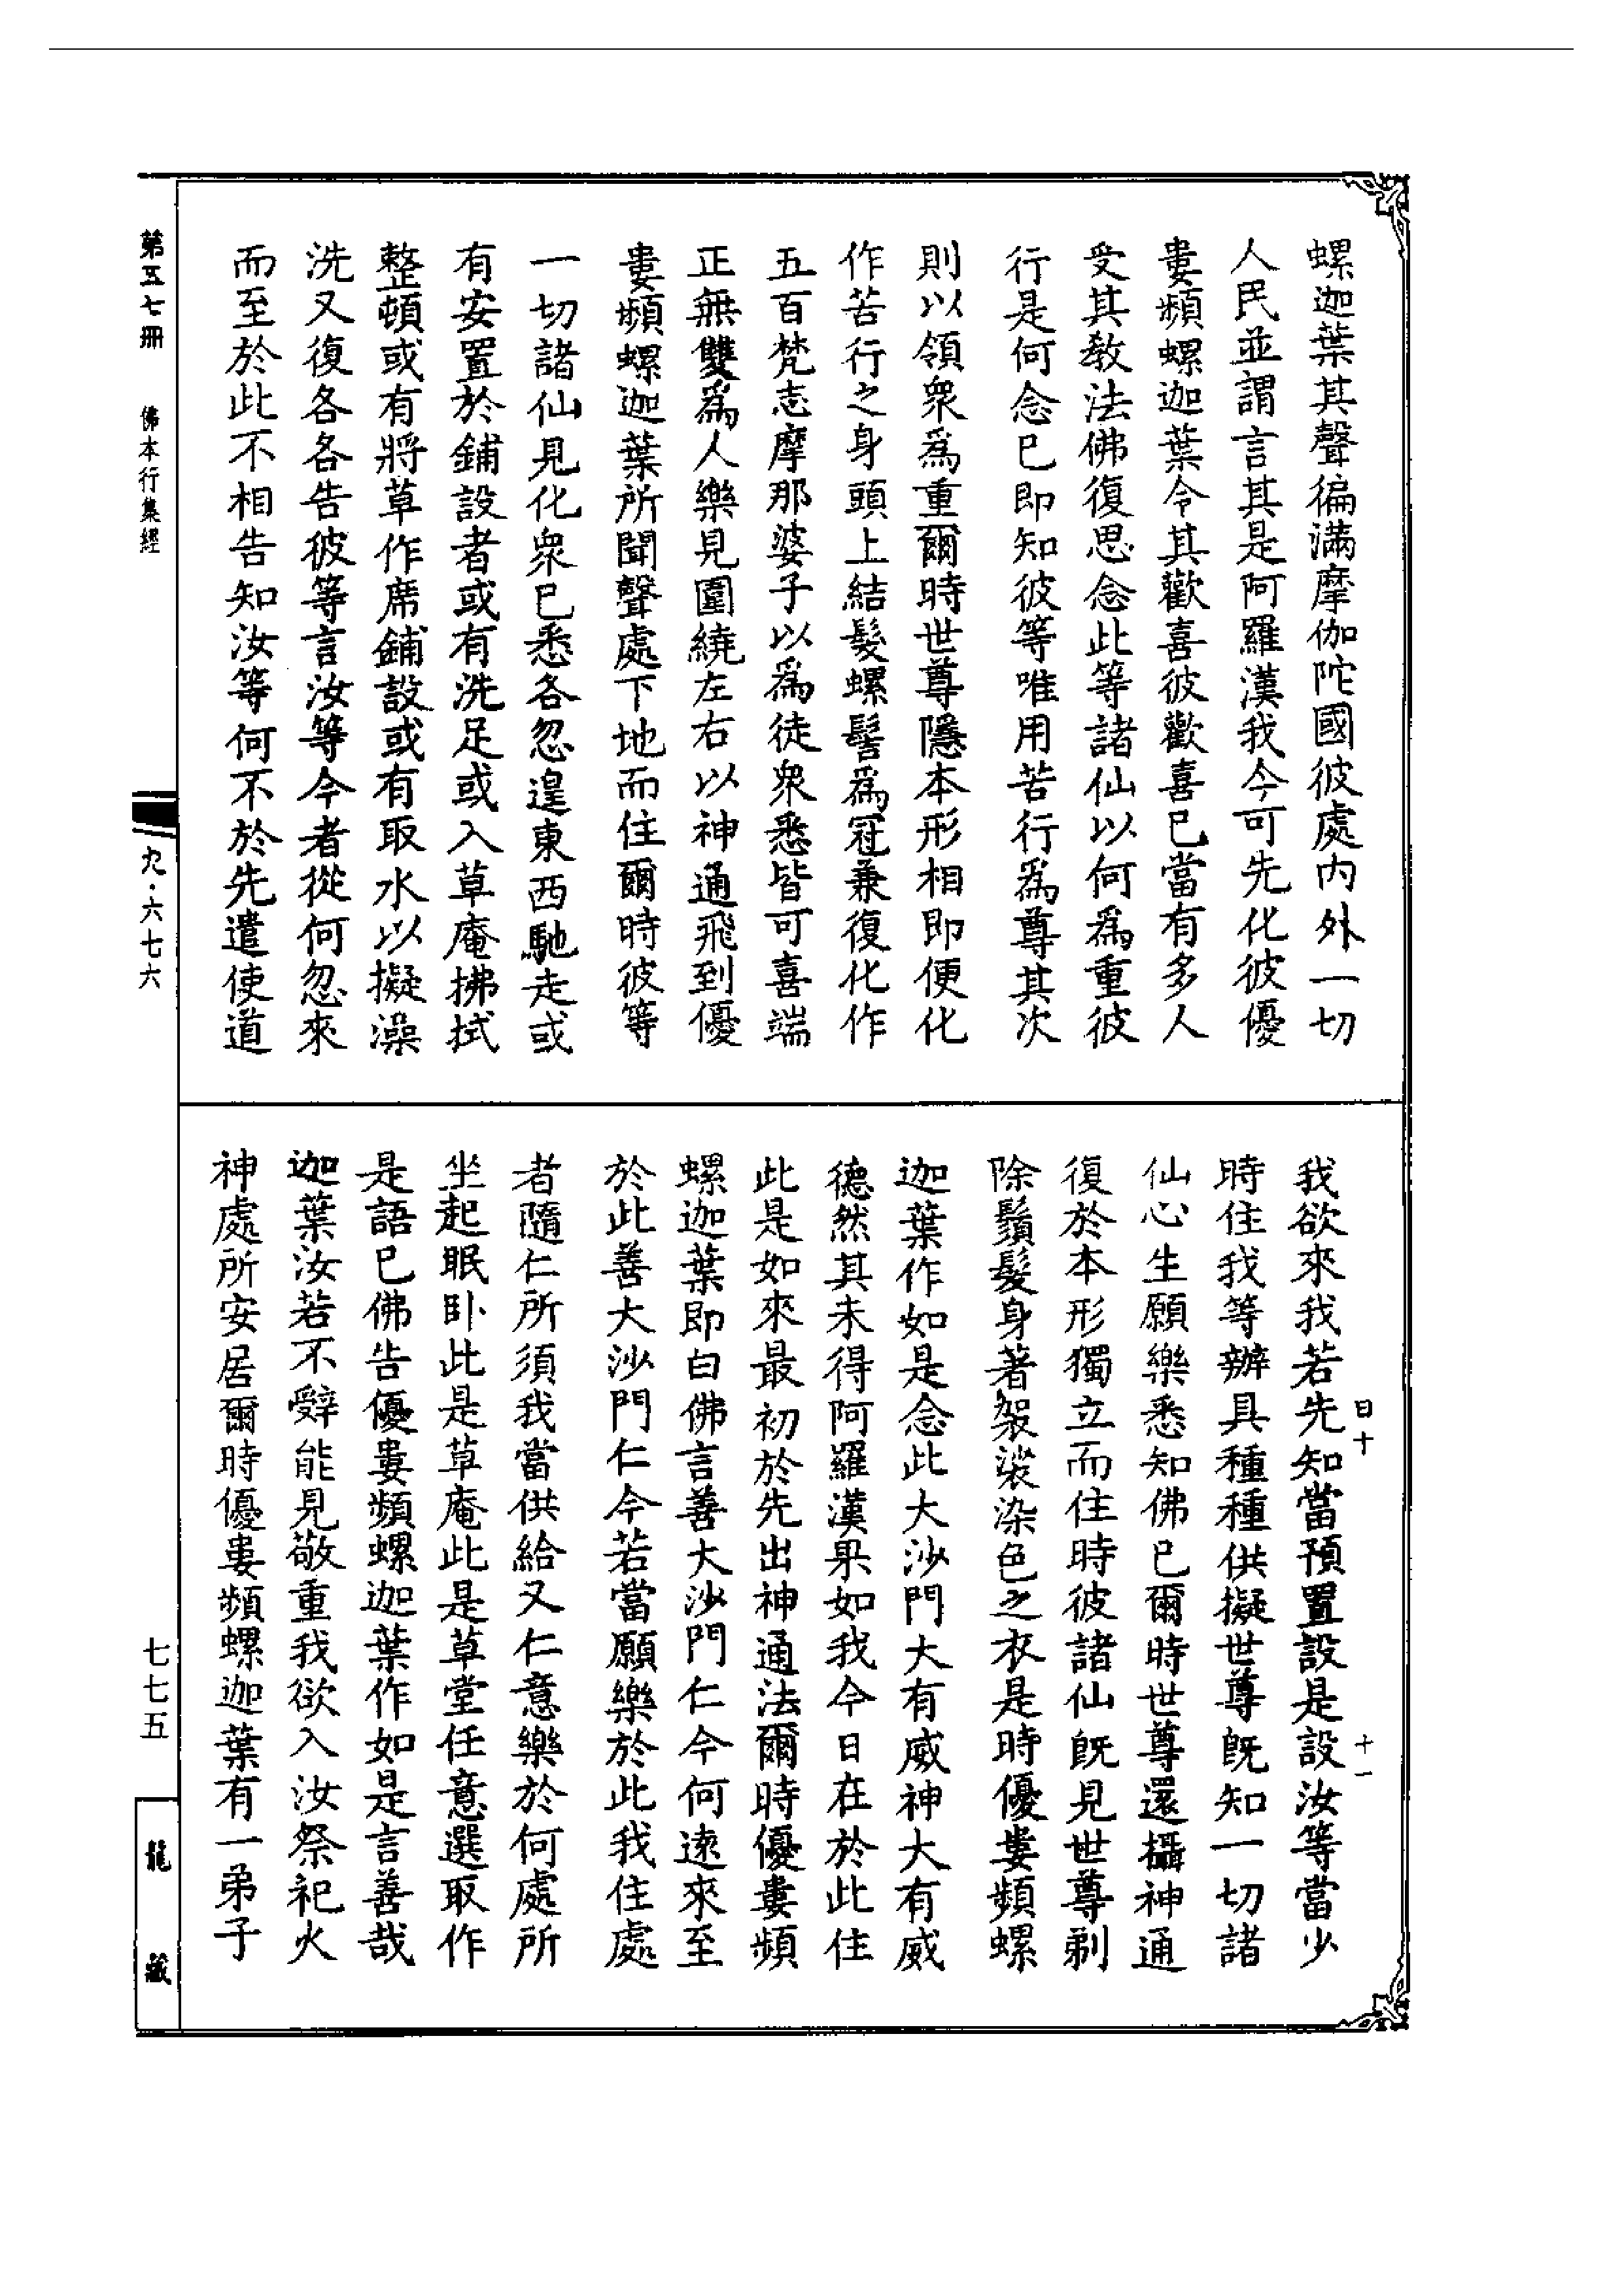 螺迦葉其聲徧滿摩伽陀國彼處內外一切
人民並謂言其是阿羅漢我今可先化彼優
婁頻螺迦葉令其歡喜彼歡喜已當有多人
受其教法佛復思念此等諸仙以何為重彼
行是何念已即知彼等唯用苦行為尊其次
則以領衆為重爾時世尊隱本形相即便化
作苦行之身頭上結髮螺髻為冠兼復化作
五百梵志摩那婆子以為徒衆悉皆可喜端
正無雙為人樂見圍繞左右以神通飛到優
婁頻螺迦葉所聞聲處下地而住爾時彼等
一切諸仙見化衆已悉各忽遑東西馳走或
有安置於鋪設者或有洗足或入草庵拂拭
整頓或有將草作席鋪設或有取水以擬澡
洗又復各各告彼等言汝等今者從何忽來
而至於此不相告知汝等何不於先遣使道
我欲來我若先知當預置設是設汝等當少
時住我等辦具種種供擬世尊既知一切諸
仙心生願樂悉知佛已爾時世尊還攝神通
復於本形獨立而住時彼諸仙既見世尊剃
除鬚髮身著袈裟染色之衣是時優婁頻螺
迦葉作如是念此大沙門大有威神大有威
德然其未得阿羅漢果如我今日在於此住
此是如來最初於先出神通法爾時優婁頻
螺迦葉即白佛言善大沙門仁今何遠來至
於此善大沙門仁今若當願樂於此我住處
者隨仁所須我當供給又仁意樂於何處所
坐起眠卧此是草庵此是草堂任意選取作
是語已佛告優婁頻螺迦葉作如是言善哉
迦葉汝若不辭能見敬重我欲入汝祭祀火
神處所安居爾時優婁頻螺迦葉有一弟子
日十
十一
第五七冊
佛本行集經
九·六七六
七七五
龍藏